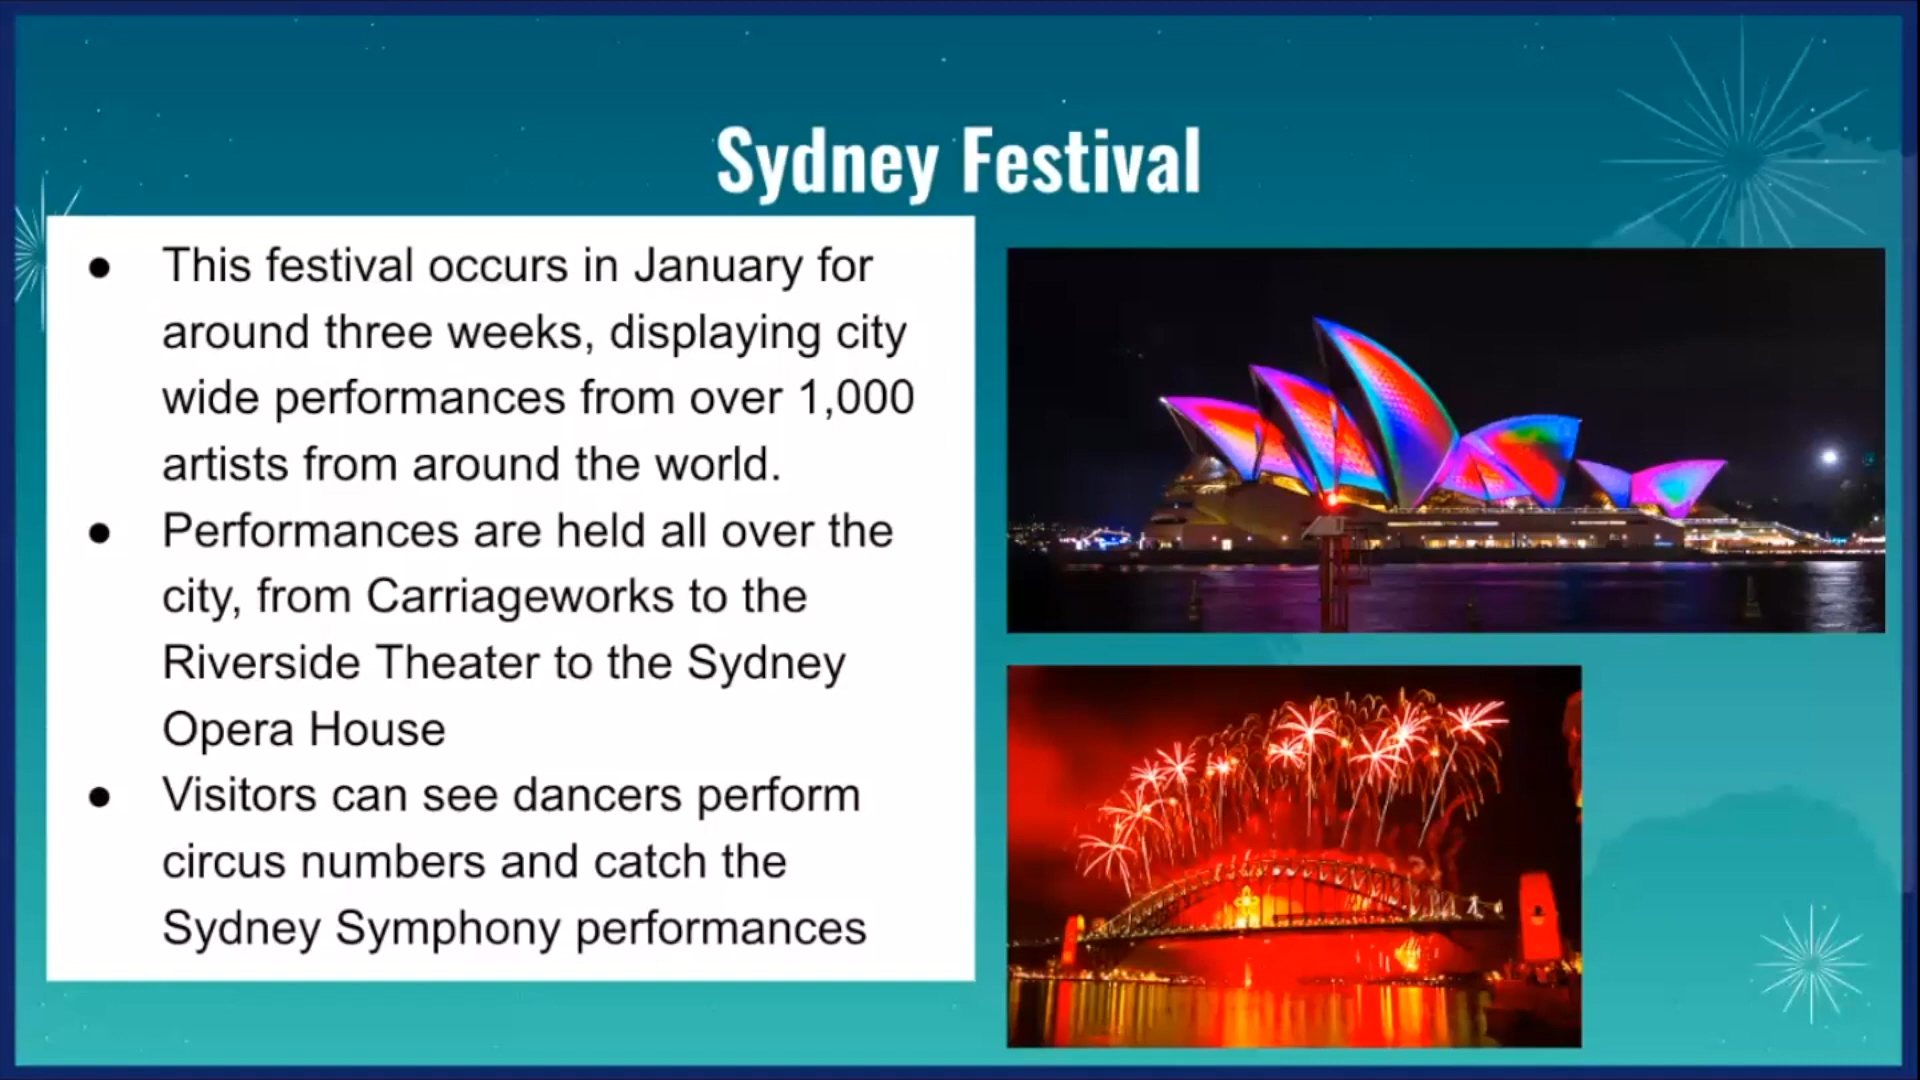 Sydney Festival
● This festival occurs in January for
around three weeks, displaying city
wide performances from over 1,000
artists from around the world.
● Performances are held all over the
city, from Carriageworks to the
Riverside Theater to the Sydney
Opera House
● Visitors can see dancers perform
circus numbers and catch the
Sydney Symphony performances